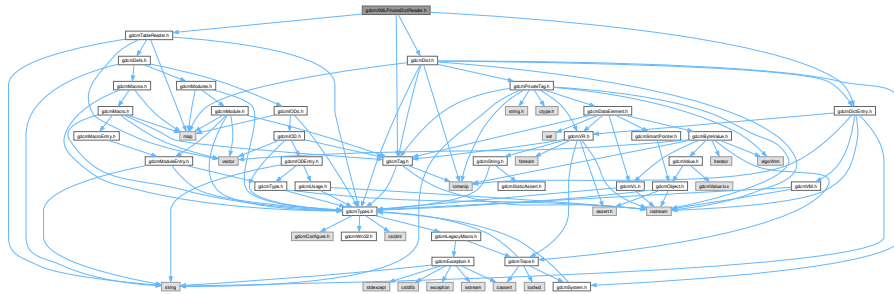 gdcmXMLPrivateDictReader.h
gdcmTableReader.h
gdcmDefs.h
gdcmDict.h
gdcmMacros.h
gdcmModules.h
gdcmPrivateTag.h
gdcmMacro.h
gdcmModule.h
gdcmIODs.h
string.h
ctype.h
gdcmDataElement.h
gdcmDictEntry.h
gdcmMacroEntry.h
map
gdcmIOD.h
set
gdcmVR.h
gdcmSmartPointer.h
gdcmByteValue.h
gdcmModuleEntry.h
vector
gdcmIODEntry.h
gdcmTag.h
gdcmString.h
fstream
gdcmValue.h
iterator
algorithm
gdcmType.h
gdcmUsage.h
iomanip
gdcmStaticAssert.h
gdcmVL.h
gdcmObject.h
gdcmValue.txx
gdcmVM.h
gdcmTypes.h
assert.h
iostream
gdcmConfigure.h
gdcmWin32.h
cstdint
gdcmLegacyMacro.h
gdcmException.h
gdcmTrace.h
string
stdexcept
cstdlib
exception
sstream
cassert
iosfwd
gdcmSystem.h